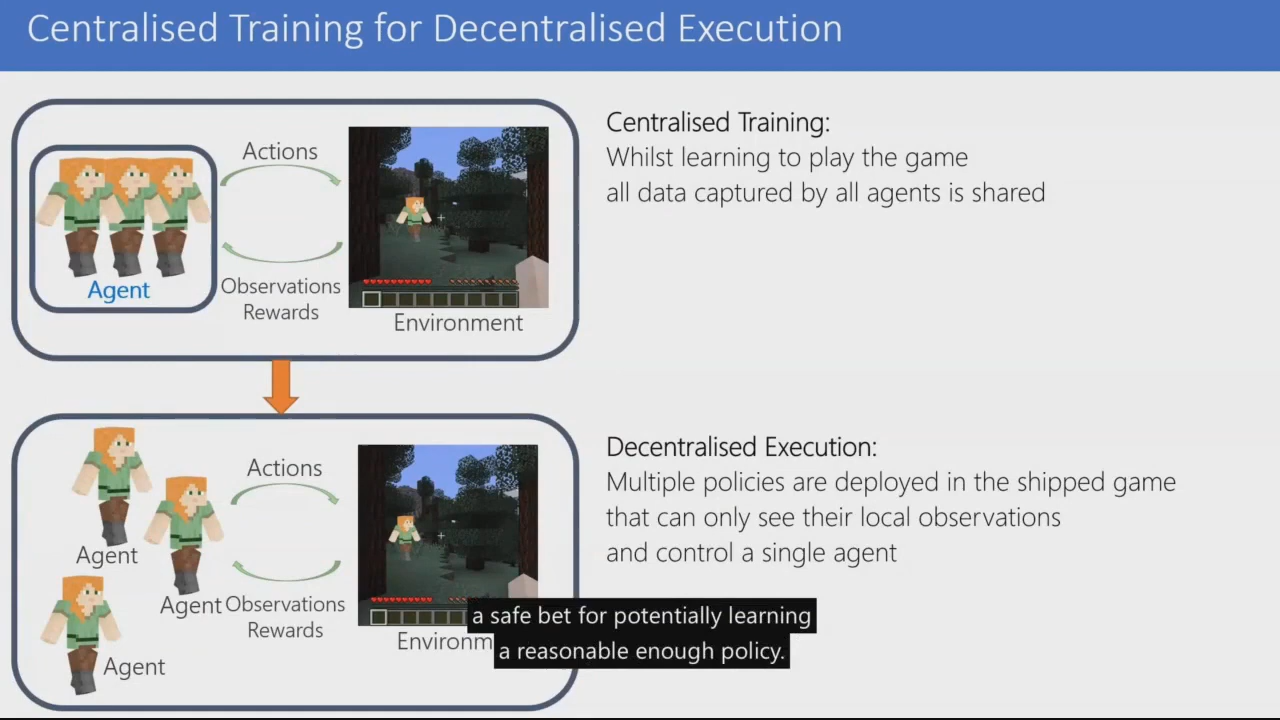 Centralised Training for Decentralised Execution
Actions
Agent
Observations
Rewards
Environment
Centralised Training:
Whilst learning to play the game
all data captured by all agents is shared
Actions
Agent
Agent
Agent
Observations
Rewards
Environm
Decentralised Execution:
Multiple policies are deployed in the shipped game
that can only see their local observations
and control a single agent
a safe bet for potentially learning
a reasonable enough policy.